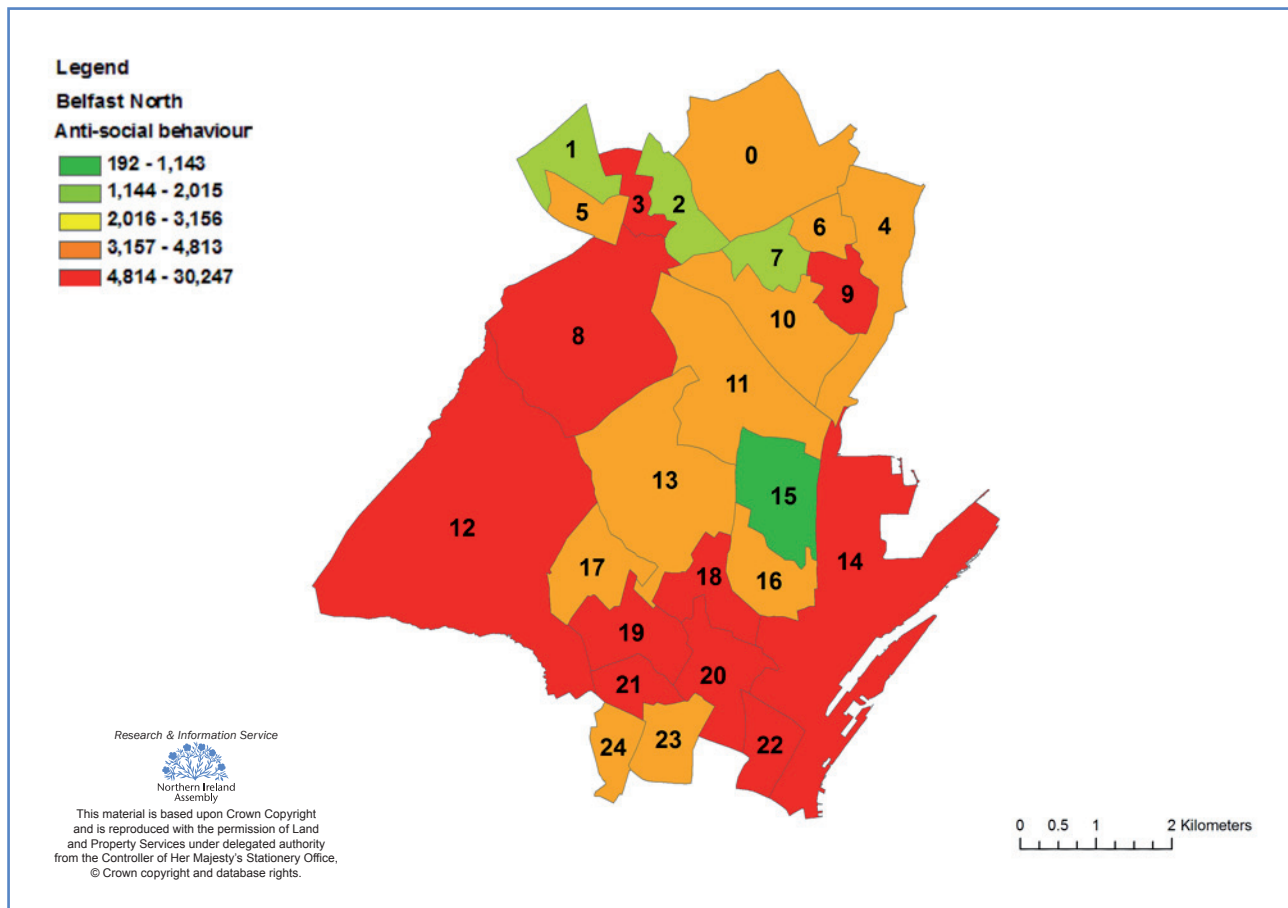 Legend
Belfast North
Anti-social behaviour
192 - 1,143
1,144 - 2,015
2,016 - 3,156
3,157 - 4,813
4,814 - 30,247
0
1
2
3
4
5
6
7
8
9
10
11
12
13
14
15
16
17
18
19
20
21
22
23
24
Research & Information Service
Northern Ireland
Assembly
This material is based upon Crown Copyright
and is reproduced with the permission of Land
and Property Services under delegated authority
from the Controller of Her Majesty's Stationery Office,
© Crown copyright and database rights.
0 0.5 1 2 Kilometers